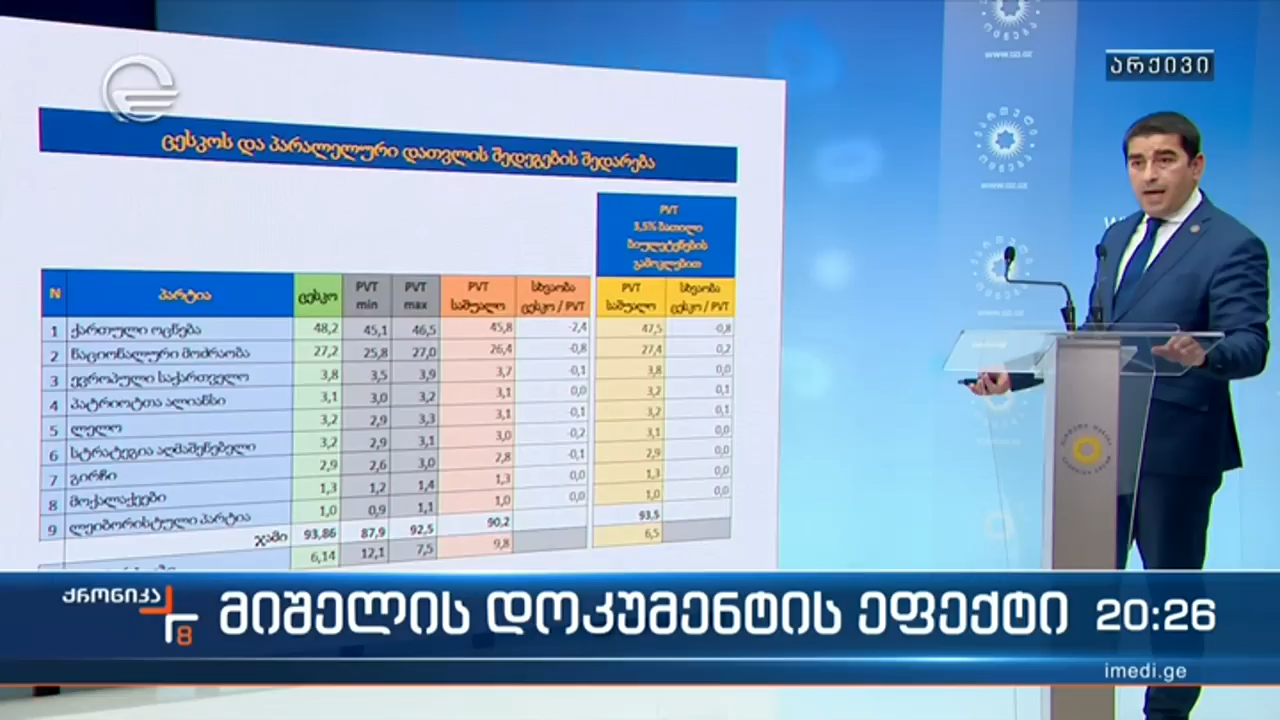 www.gd.ge
არქივი
ცესკოს და პარალელური დათვლის შედეგების შედარება
PVT
3,5% ბათილი
ბიულეტენების
გამოკლებით
N პარტია ცესკო PVT min PVT max PVT საშუალო სხვაობა ცესკო / PVT PVT საშუალო სხვაობა ცესკო / PVT
1 ქართული ოცნება 48,2 45,1 46,5 45,8 -2,4 47,5 -0,8
2 ნაციონალური მოძრაობა 27,2 25,8 27,0 26,4 -0,8 27,4 0,2
3 ევროპული საქართველო 3,8 3,5 3,9 3,7 -0,1 3,8 0,0
4 პატრიოტთა ალიანსი 3,1 3,0 3,2 3,1 0,0 3,2 0,1
5 ლელო 3,2 2,9 3,3 3,1 -0,1 3,2 0,1
6 სტრატეგია აღმაშენებელი 3,2 2,9 3,1 3,0 -0,2 3,1 0,0
7 გირჩი 2,9 2,6 3,0 2,8 -0,1 2,9 0,0
8 მოქალაქეები 1,3 1,2 1,4 1,3 0,0 1,3 0,0
9 ლეიბორისტული პარტია 1,0 0,9 1,1 1,0 0,0 1,0 0,0
ჯამი 93,86 87,9 92,5 90,2 93,5
6,14 12,1 7,5 9,8 6,5
ქრონიკა
8
მიშელის დოკუმენტის ეფექტი 20:26
imedi.ge